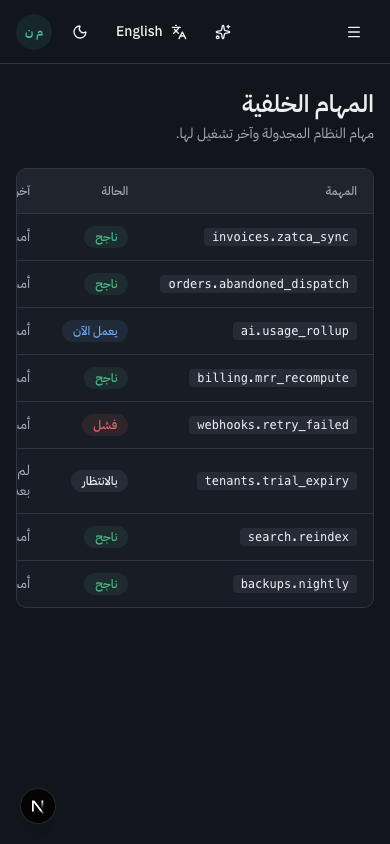 English
م ن
المهام الخلفية
مهام النظام المجدولة وآخر تشغيل لها.
المهمة الحالة
invoices.zatca_sync ناجح
orders.abandoned_dispatch ناجح
ai.usage_rollup يعمل الآن
billing.mrr_recompute ناجح
webhooks.retry_failed فشل
tenants.trial_expiry بالانتظار لم
search.reindex ناجح
backups.nightly ناجح
N